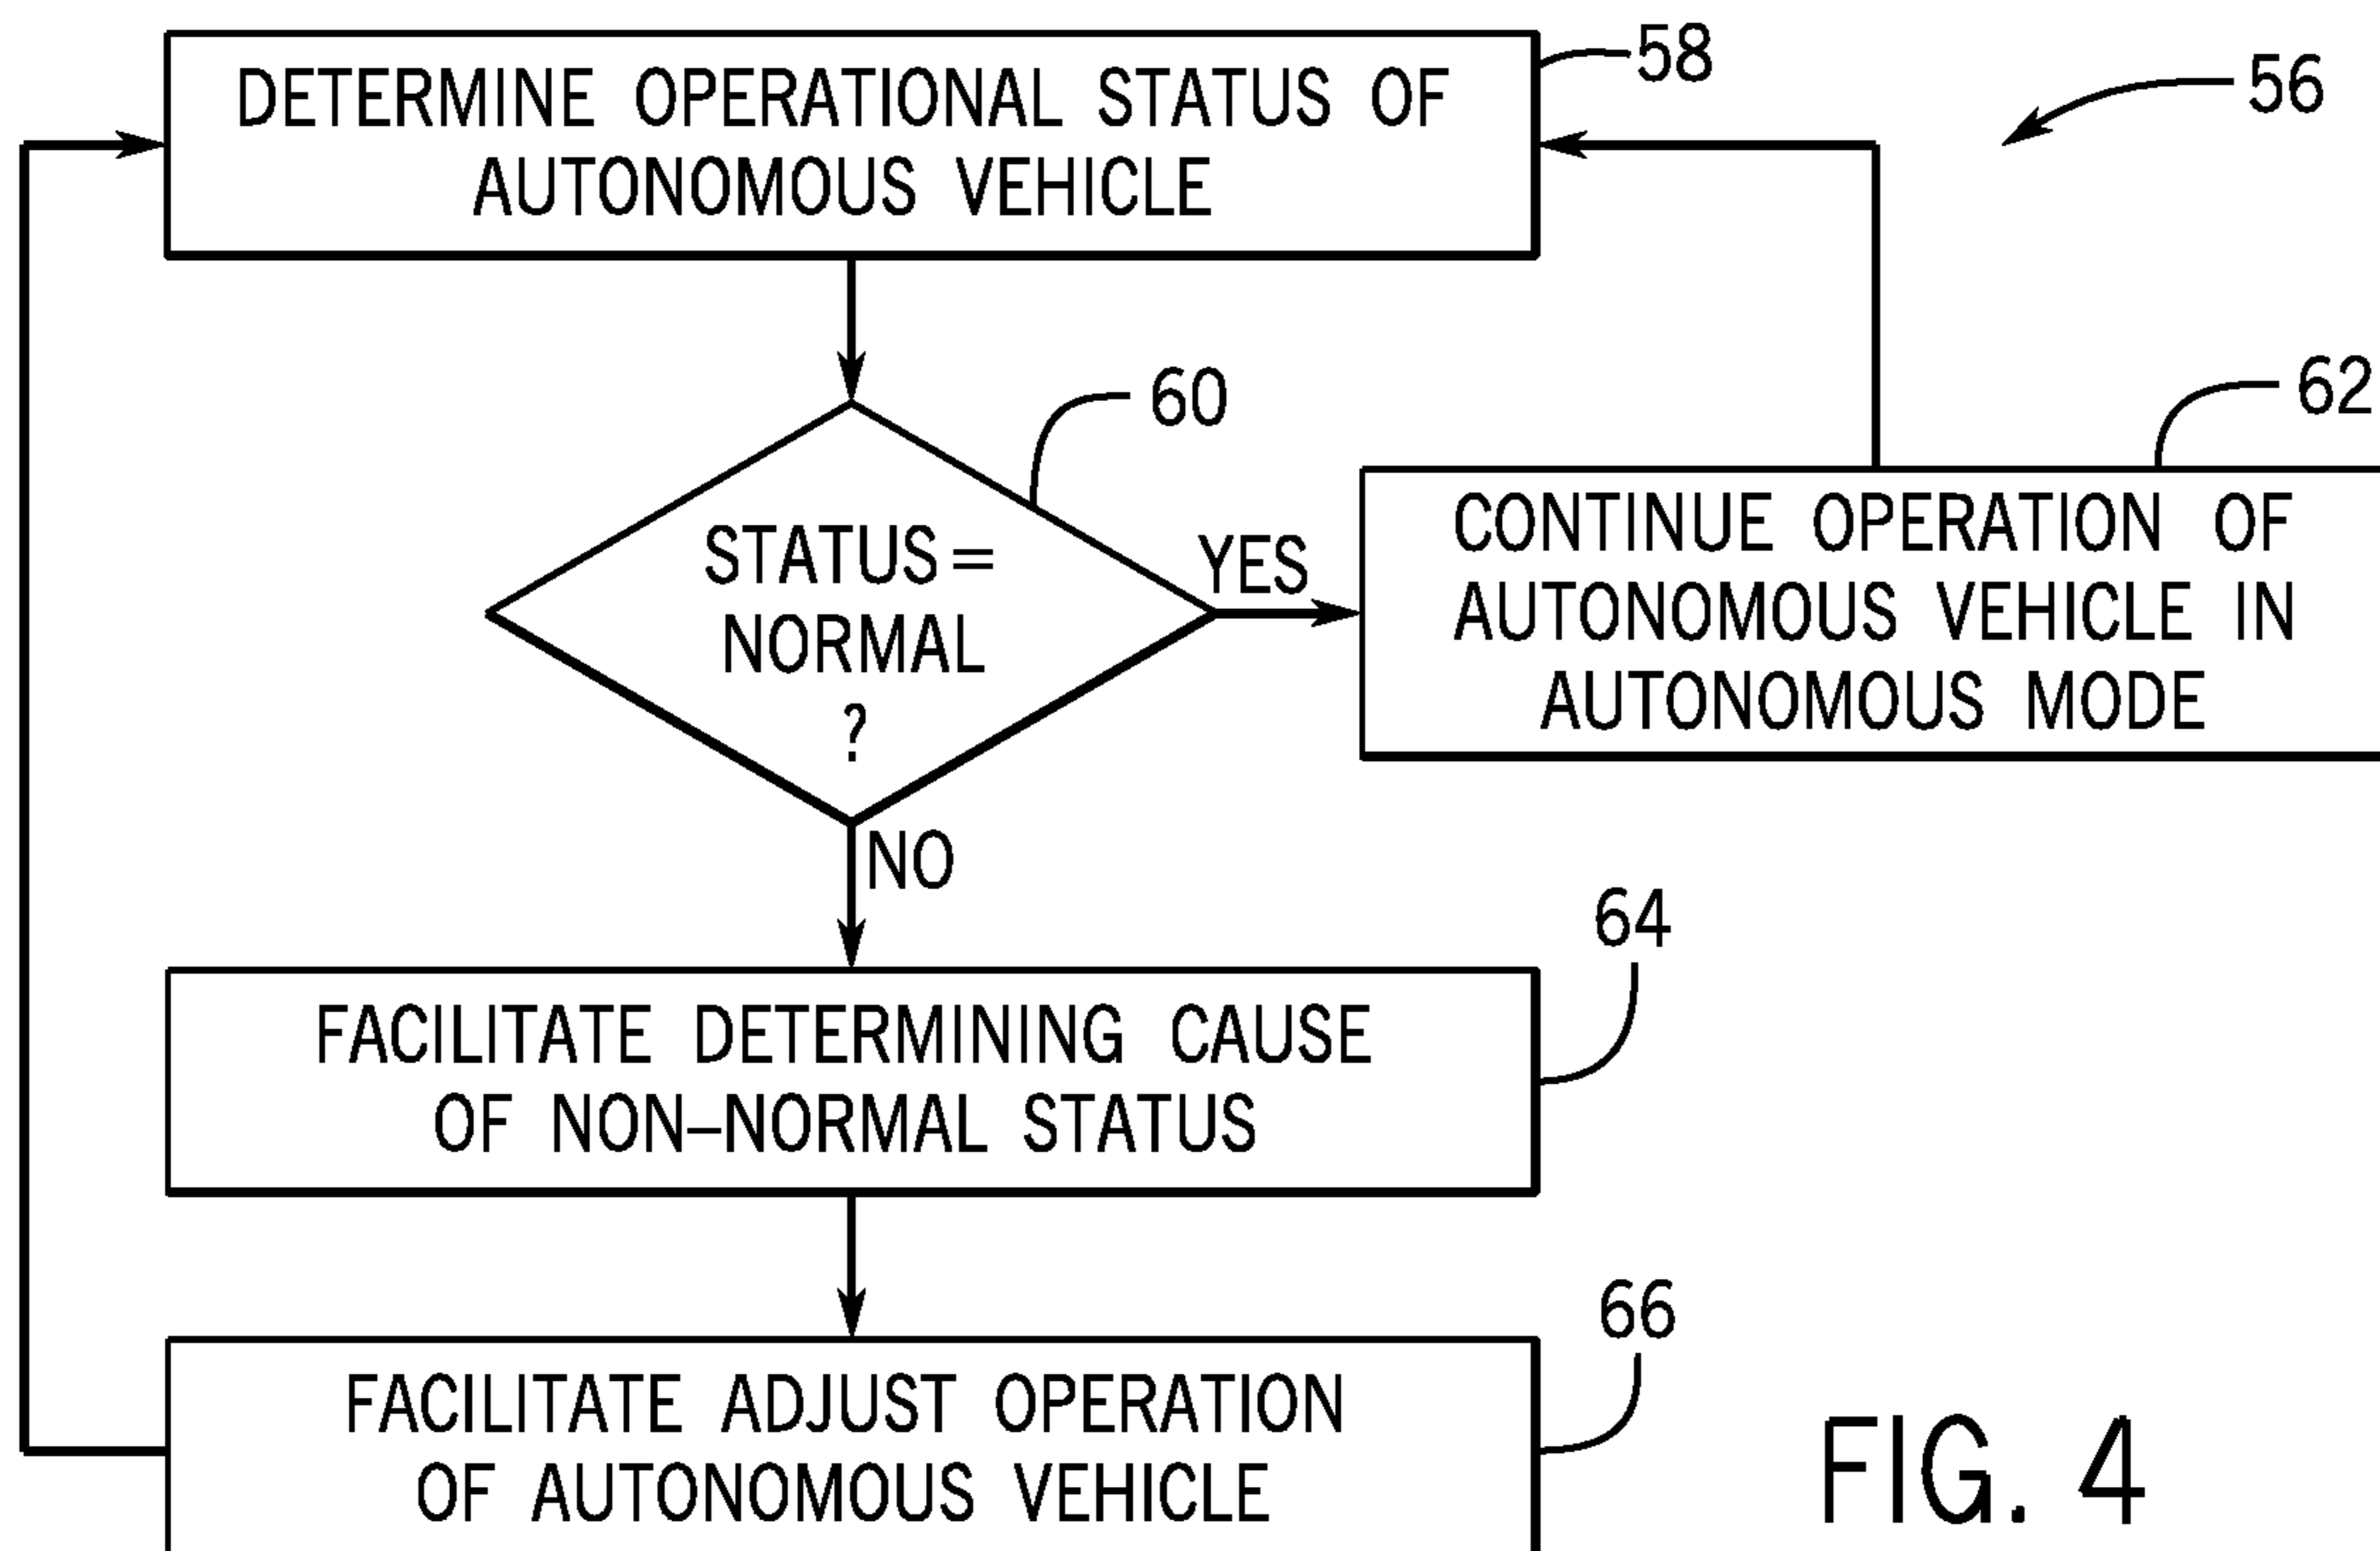 DETERMINE OPERATIONAL STATUS OF
AUTONOMOUS VEHICLE
58
56
60
STATUS=
NORMAL
?
YES
62
CONTINUE OPERATION OF
AUTONOMOUS VEHICLE IN
AUTONOMOUS MODE
NO
64
FACILITATE DETERMINING CAUSE
OF NON–NORMAL STATUS
66
FACILITATE ADJUST OPERATION
OF AUTONOMOUS VEHICLE
FIG. 4